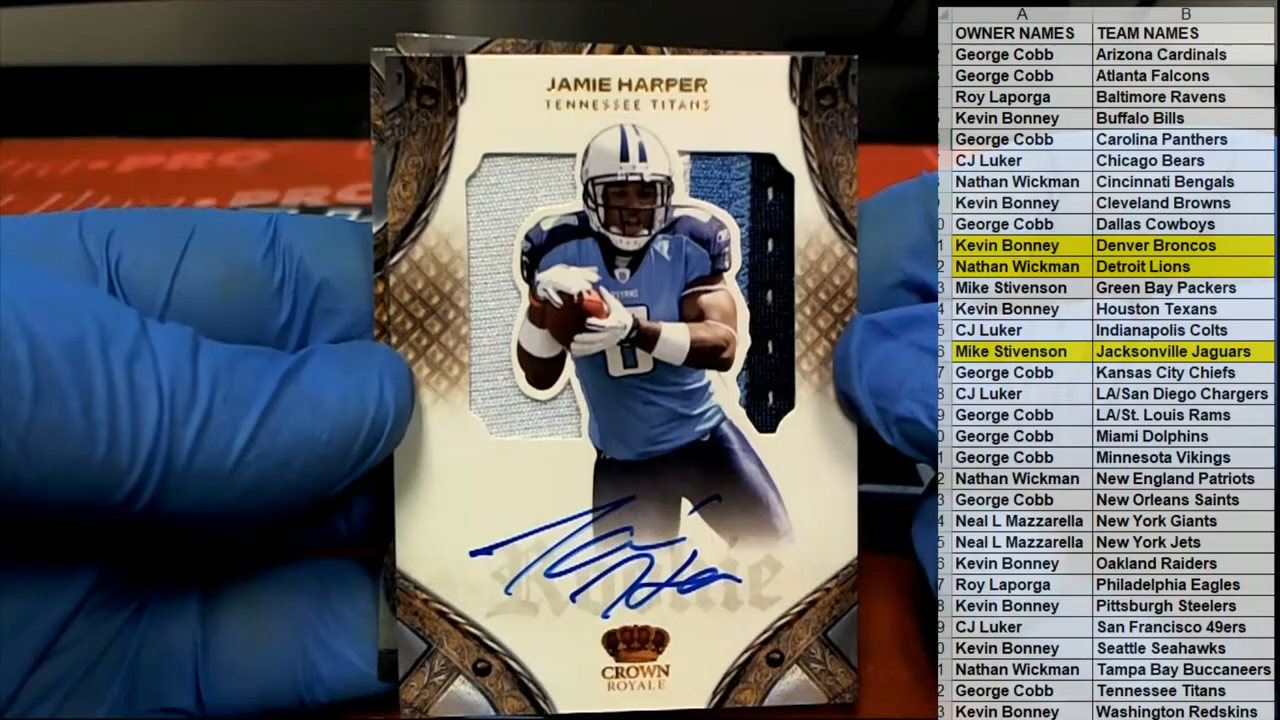 JAMIE HARPER
TENNESSEE TITANS
Rookie
CROWN
ROYALE
PRO
A B
OWNER NAMES TEAM NAMES
George Cobb Arizona Cardinals
George Cobb Atlanta Falcons
Roy Laporga Baltimore Ravens
Kevin Bonney Buffalo Bills
George Cobb Carolina Panthers
CJ Luker Chicago Bears
Nathan Wickman Cincinnati Bengals
Kevin Bonney Cleveland Browns
George Cobb Dallas Cowboys
Kevin Bonney Denver Broncos
Nathan Wickman Detroit Lions
Mike Stivenson Green Bay Packers
Kevin Bonney Houston Texans
CJ Luker Indianapolis Colts
Mike Stivenson Jacksonville Jaguars
George Cobb Kansas City Chiefs
CJ Luker LA/San Diego Chargers
George Cobb LA/St. Louis Rams
George Cobb Miami Dolphins
George Cobb Minnesota Vikings
Nathan Wickman New England Patriots
George Cobb New Orleans Saints
Neal L Mazzarella New York Giants
Neal L Mazzarella New York Jets
Kevin Bonney Oakland Raiders
Roy Laporga Philadelphia Eagles
Kevin Bonney Pittsburgh Steelers
CJ Luker San Francisco 49ers
Kevin Bonney Seattle Seahawks
Nathan Wickman Tampa Bay Buccaneers
George Cobb Tennessee Titans
Kevin Bonney Washington Redskins